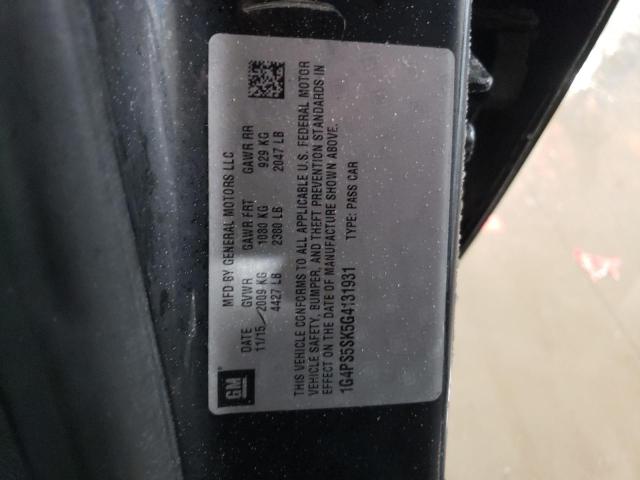 MFD BY GENERAL MOTORS LLC
DATE GVWR GAWR FRT GAWR RR
11/15 2009 KG 1080 KG 929 KG
4427 LB 2380 LB 2047 LB
THIS VEHICLE CONFORMS TO ALL APPLICABLE U.S. FEDERAL MOTOR
VEHICLE SAFETY, BUMPER, AND THEFT PREVENTION STANDARDS IN
EFFECT ON THE DATE OF MANUFACTURE SHOWN ABOVE.
1G4PS5SK5G4131931 TYPE: PASS CAR
GM